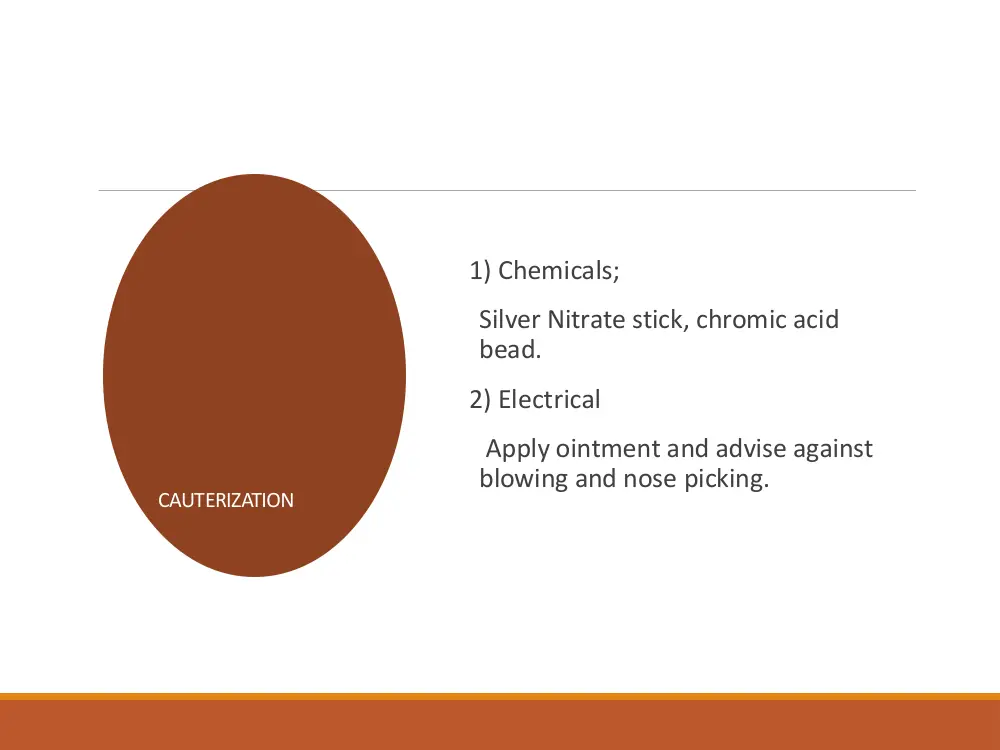 CAUTERIZATION
1) Chemicals;
Silver Nitrate stick, chromic acid
bead.
2) Electrical
Apply ointment and advise against
blowing and nose picking.